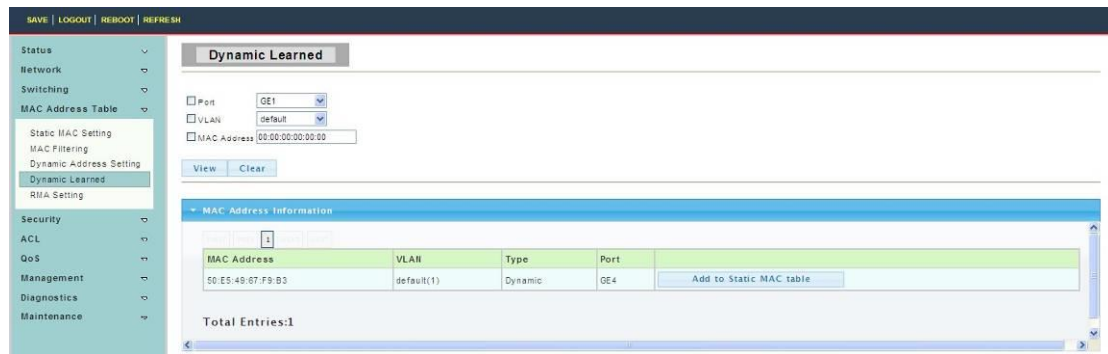 SAVE | LOGOUT | REBOOT | REFRESH
Status
Network
Switching
MAC Address Table
Static MAC Setting
MAC Filtering
Dynamic Address Setting
Dynamic Learned
RMA Setting
Security
ACL
QoS
Management
Diagnostics
Maintenance
Dynamic Learned
Port GE1
VLAN default
MAC Address 00:00:00:00:00:00
View Clear
MAC Address Information
1
MAC Address VLAN Type Port
50:E5:49:67:F9:B3 default(1) Dynamic GE4 Add to Static MAC table
Total Entries:1